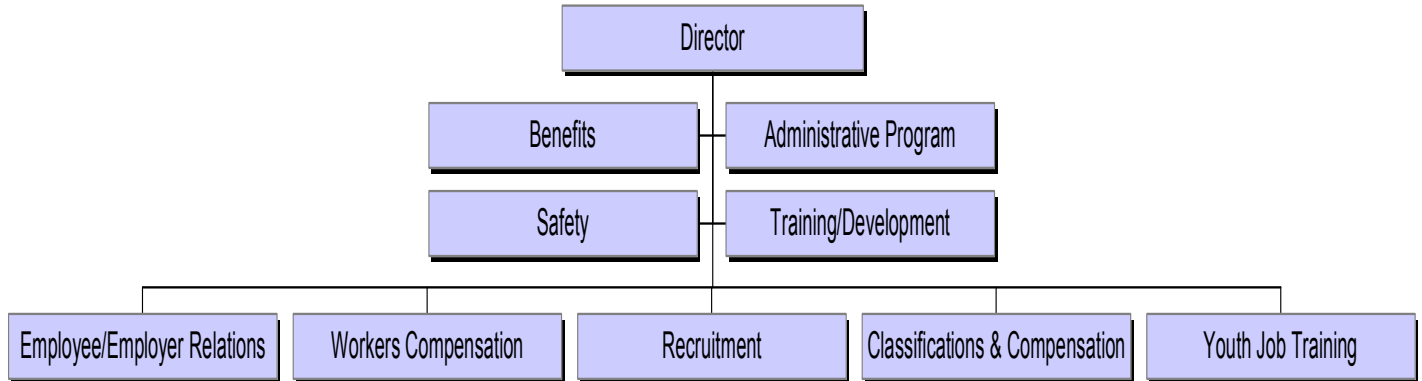 Director
Benefits
Administrative Program
Safety
Training/Development
Employee/Employer Relations
Workers Compensation
Recruitment
Classifications & Compensation
Youth Job Training